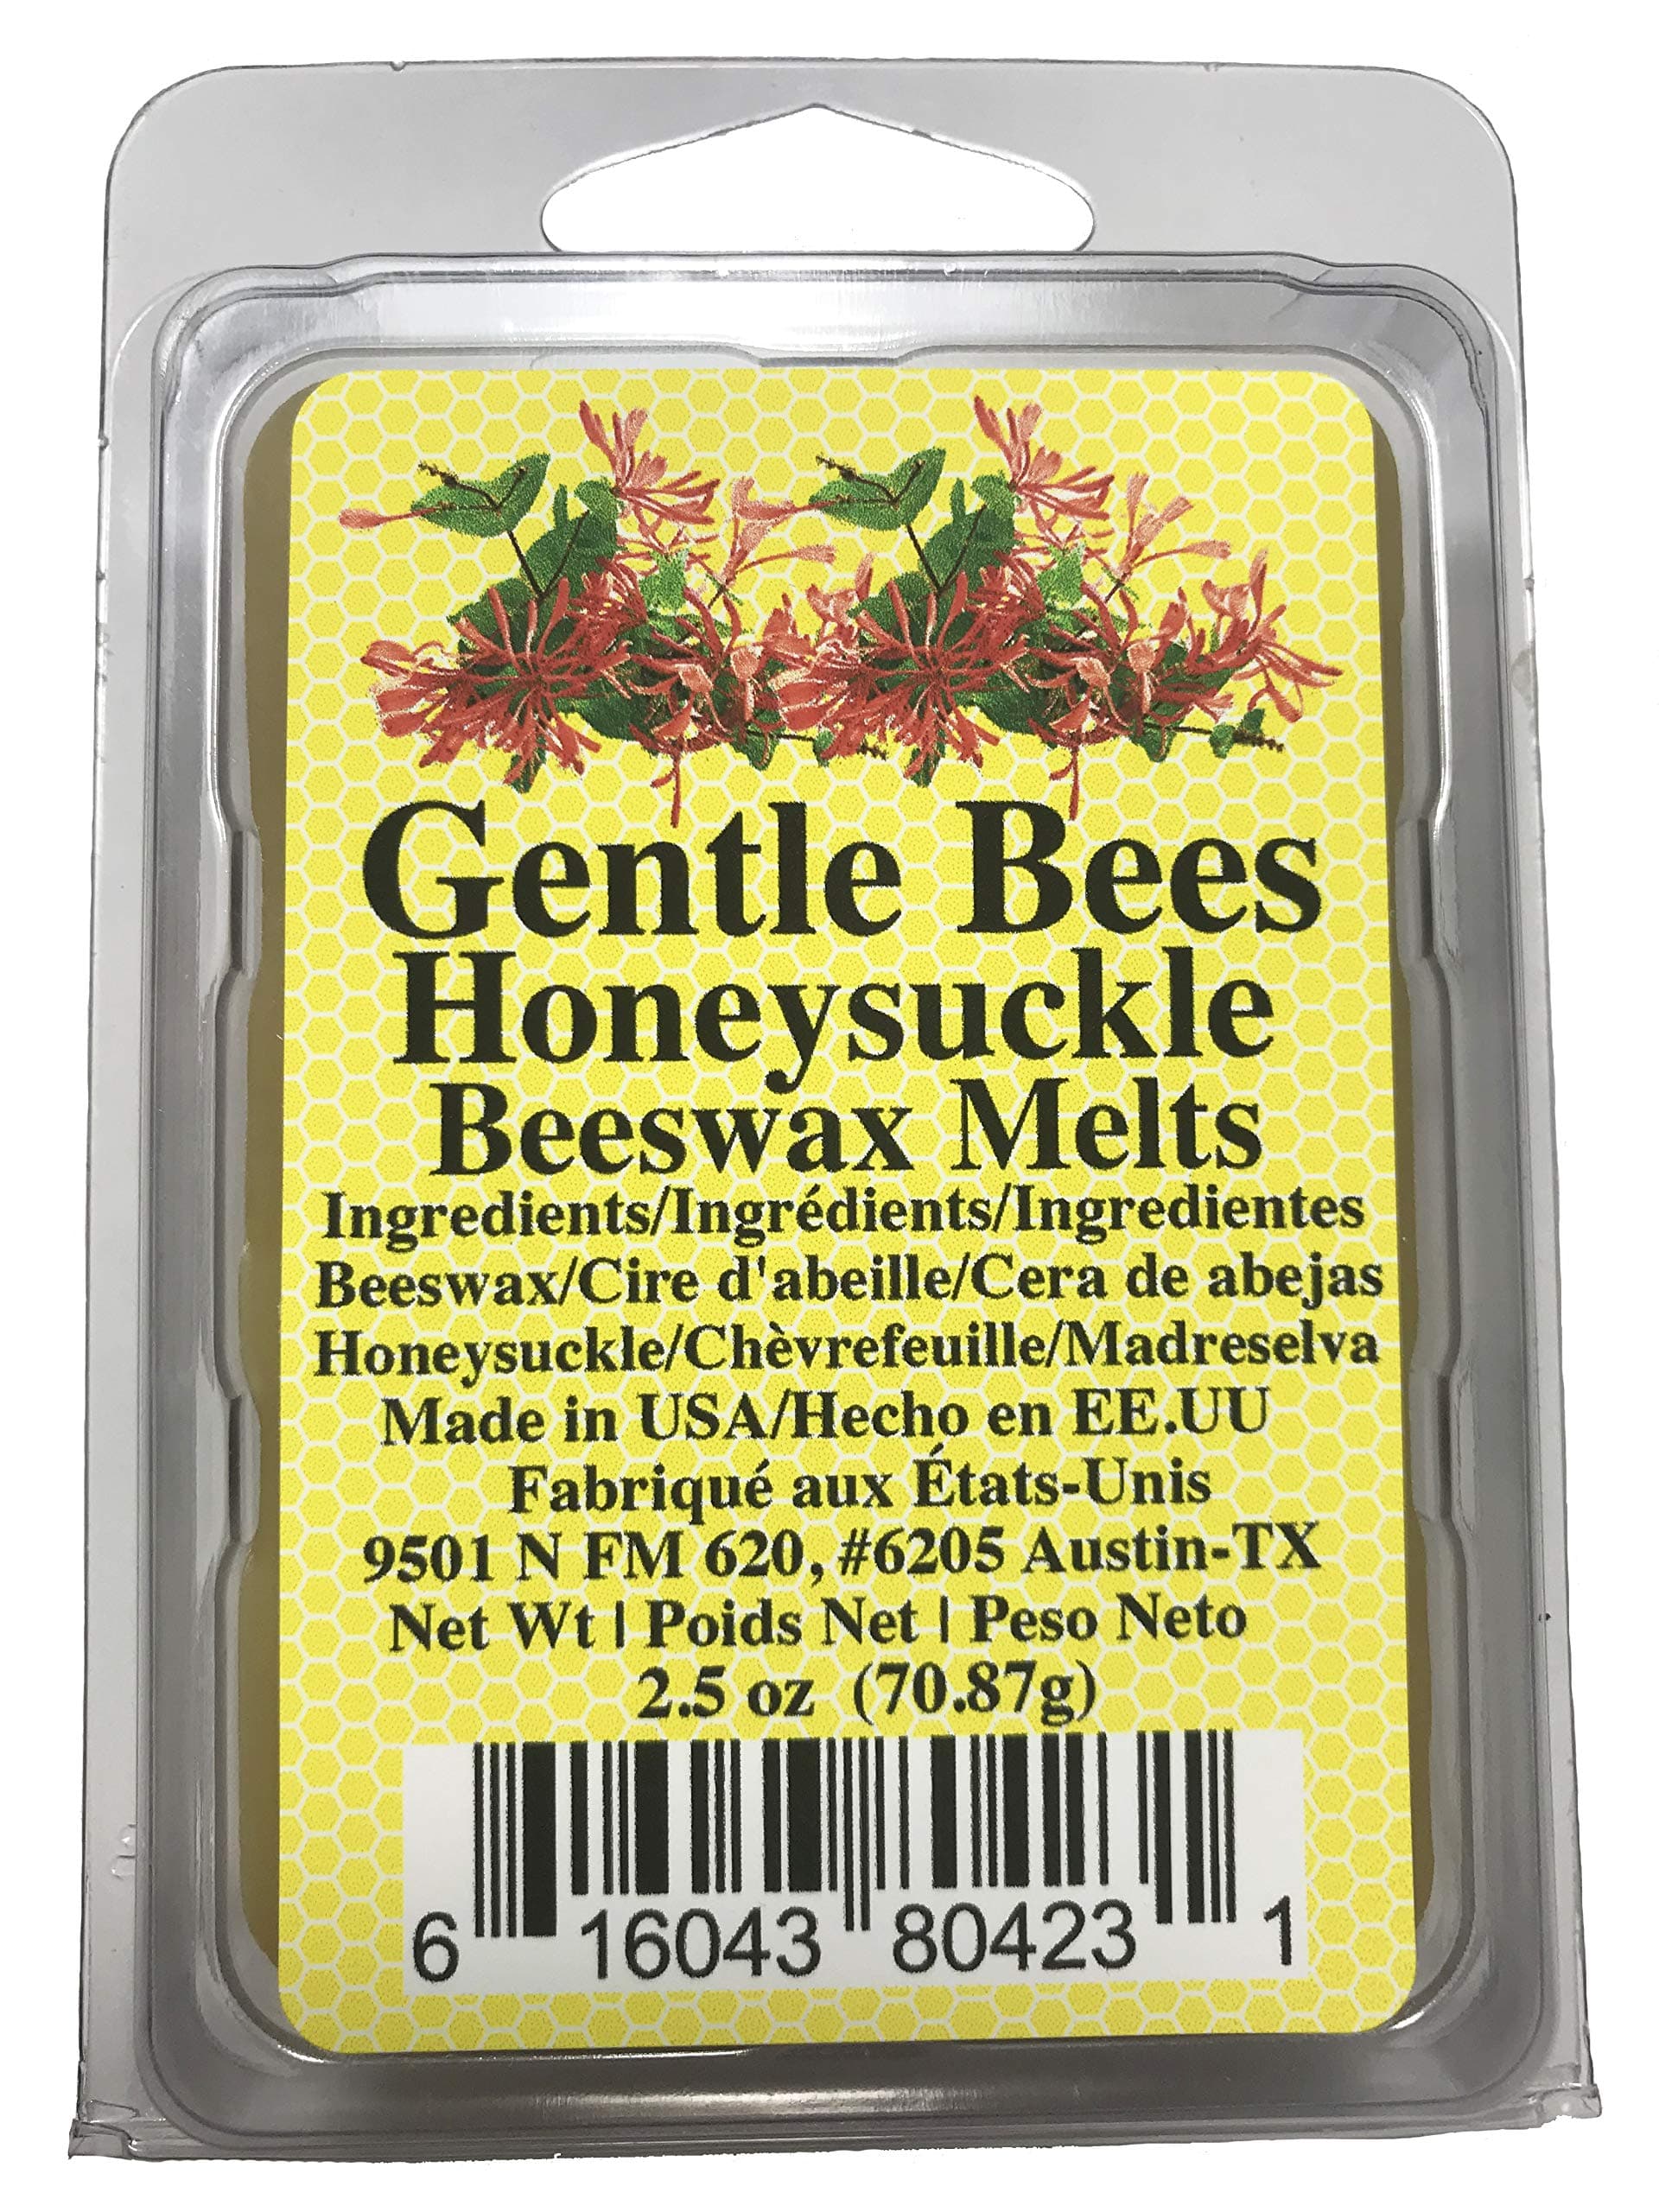 Gentle Bees
Honeysuckle
Beeswax Melts
Ingredients/Ingrédients/Ingredientes
Beeswax/Cire d'abeille/Cera de abejas
Honeysuckle/Chèvrefeuille/Madreselva
Made in USA/Hecho en EE.UU
Fabriqué aux États-Unis
9501 N FM 620, #6205 Austin-TX
Net Wt | Poids Net | Peso Neto
2.5 oz (70.87g)
6 16043 80423 1